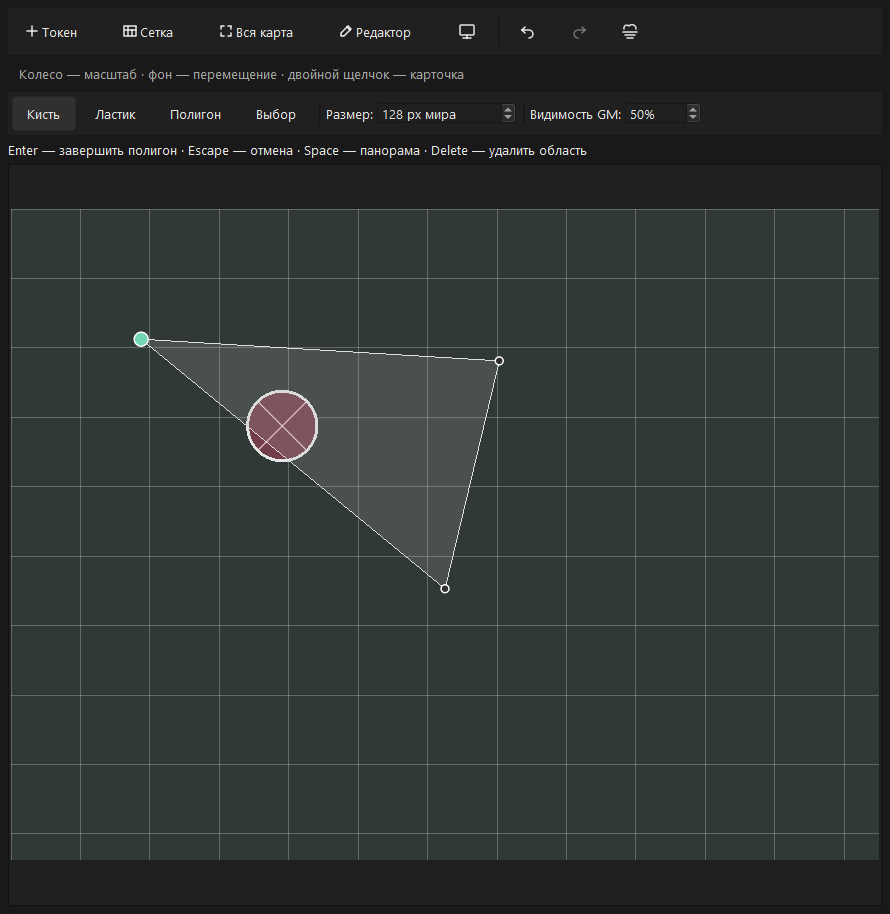 Токен Сетка Вся карта Редактор
Колесо — масштаб · фон — перемещение · двойной щелчок — карточка
Кисть Ластик Полигон Выбор Размер: 128 px мира Видимость GM: 50%
Enter — завершить полигон · Escape — отмена · Space — панорама · Delete — удалить область